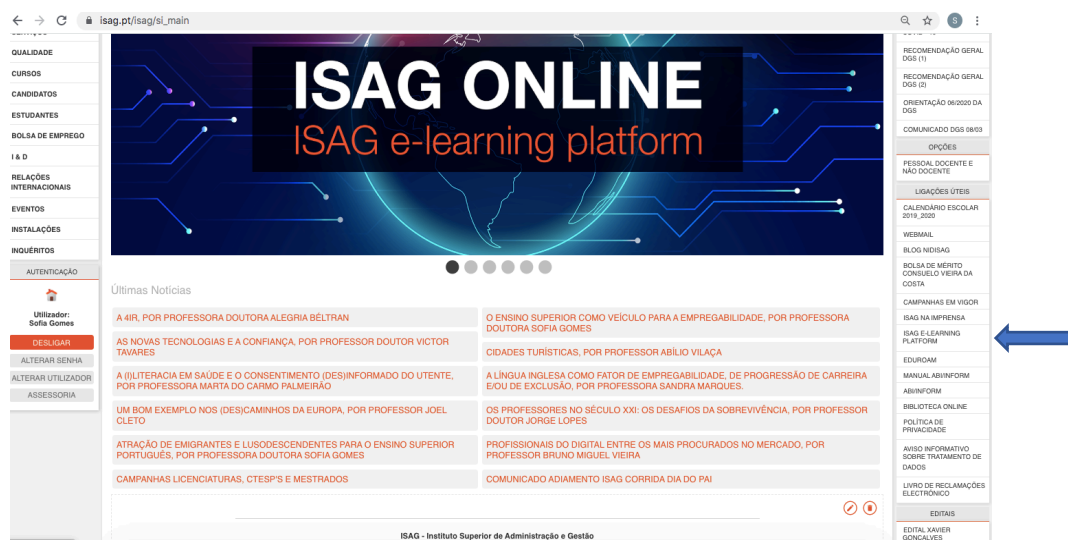 isag.pt/isag/si_main
S
QUALIDADE
CURSOS
CANDIDATOS
ESTUDANTES
BOLSA DE EMPREGO
I & D
RELAÇÕES
INTERNACIONAIS
EVENTOS
INSTALAÇÕES
INQUÉRITOS
AUTENTICAÇÃO
Utilizador:
Sofia Gomes
DESLIGAR
ALTERAR SENHA
ALTERAR UTILIZADOR
ASSESSORIA
ISAG ONLINE
ISAG e-learning platform
Últimas Notícias
A 4IR, POR PROFESSORA DOUTORA ALEGRIA BÉLTRAN
AS NOVAS TECNOLOGIAS E A CONFIANÇA, POR PROFESSOR DOUTOR VICTOR
TAVARES
A (I)LITERACIA EM SAÚDE E O CONSENTIMENTO (DES)INFORMADO DO UTENTE,
POR PROFESSORA MARTA DO CARMO PALMEIRÃO
UM BOM EXEMPLO NOS (DES)CAMINHOS DA EUROPA, POR PROFESSOR JOEL
CLETO
ATRAÇÃO DE EMIGRANTES E LUSODESCENDENTES PARA O ENSINO SUPERIOR
PORTUGUÊS, POR PROFESSORA DOUTORA SOFIA GOMES
CAMPANHAS LICENCIATURAS, CTESP'S E MESTRADOS
O ENSINO SUPERIOR COMO VEÍCULO PARA A EMPREGABILIDADE, POR PROFESSORA
DOUTORA SOFIA GOMES
CIDADES TURÍSTICAS, POR PROFESSOR ABÍLIO VILAÇA
A LÍNGUA INGLESA COMO FATOR DE EMPREGABILIDADE, DE PROGRESSÃO DE CARREIRA
E/OU DE EXCLUSÃO, POR PROFESSORA SANDRA MARQUES.
OS PROFESSORES NO SÉCULO XXI: OS DESAFIOS DA SOBREVIVÊNCIA, POR PROFESSOR
DOUTOR JORGE LOPES
PROFISSIONAIS DO DIGITAL ENTRE OS MAIS PROCURADOS NO MERCADO, POR
PROFESSOR BRUNO MIGUEL VIEIRA
COMUNICADO ADIAMENTO ISAG CORRIDA DIA DO PAI
ISAG - Instituto Superior de Administração e Gestão
RECOMENDAÇÃO GERAL
DGS (1)
RECOMENDAÇÃO GERAL
DGS (2)
ORIENTAÇÃO 06/2020 DA
DGS
COMUNICADO DGS 08/03
OPÇÕES
PESSOAL DOCENTE E
NÃO DOCENTE
LIGAÇÕES ÚTEIS
CALENDÁRIO ESCOLAR
2019_2020
WEBMAIL
BLOG NIDISAG
BOLSA DE MÉRITO
CONSUELO VIEIRA DA
COSTA
CAMPANHAS EM VIGOR
ISAG NA IMPRENSA
ISAG E-LEARNING
PLATFORM
EDUROAM
MANUAL ABI/INFORM
ABI/INFORM
BIBLIOTECA ONLINE
POLÍTICA DE
PRIVACIDADE
AVISO INFORMATIVO
SOBRE TRATAMENTO DE
DADOS
LIVRO DE RECLAMAÇÕES
ELECTRÓNICO
EDITAIS
EDITAL XAVIER
GONÇALVES